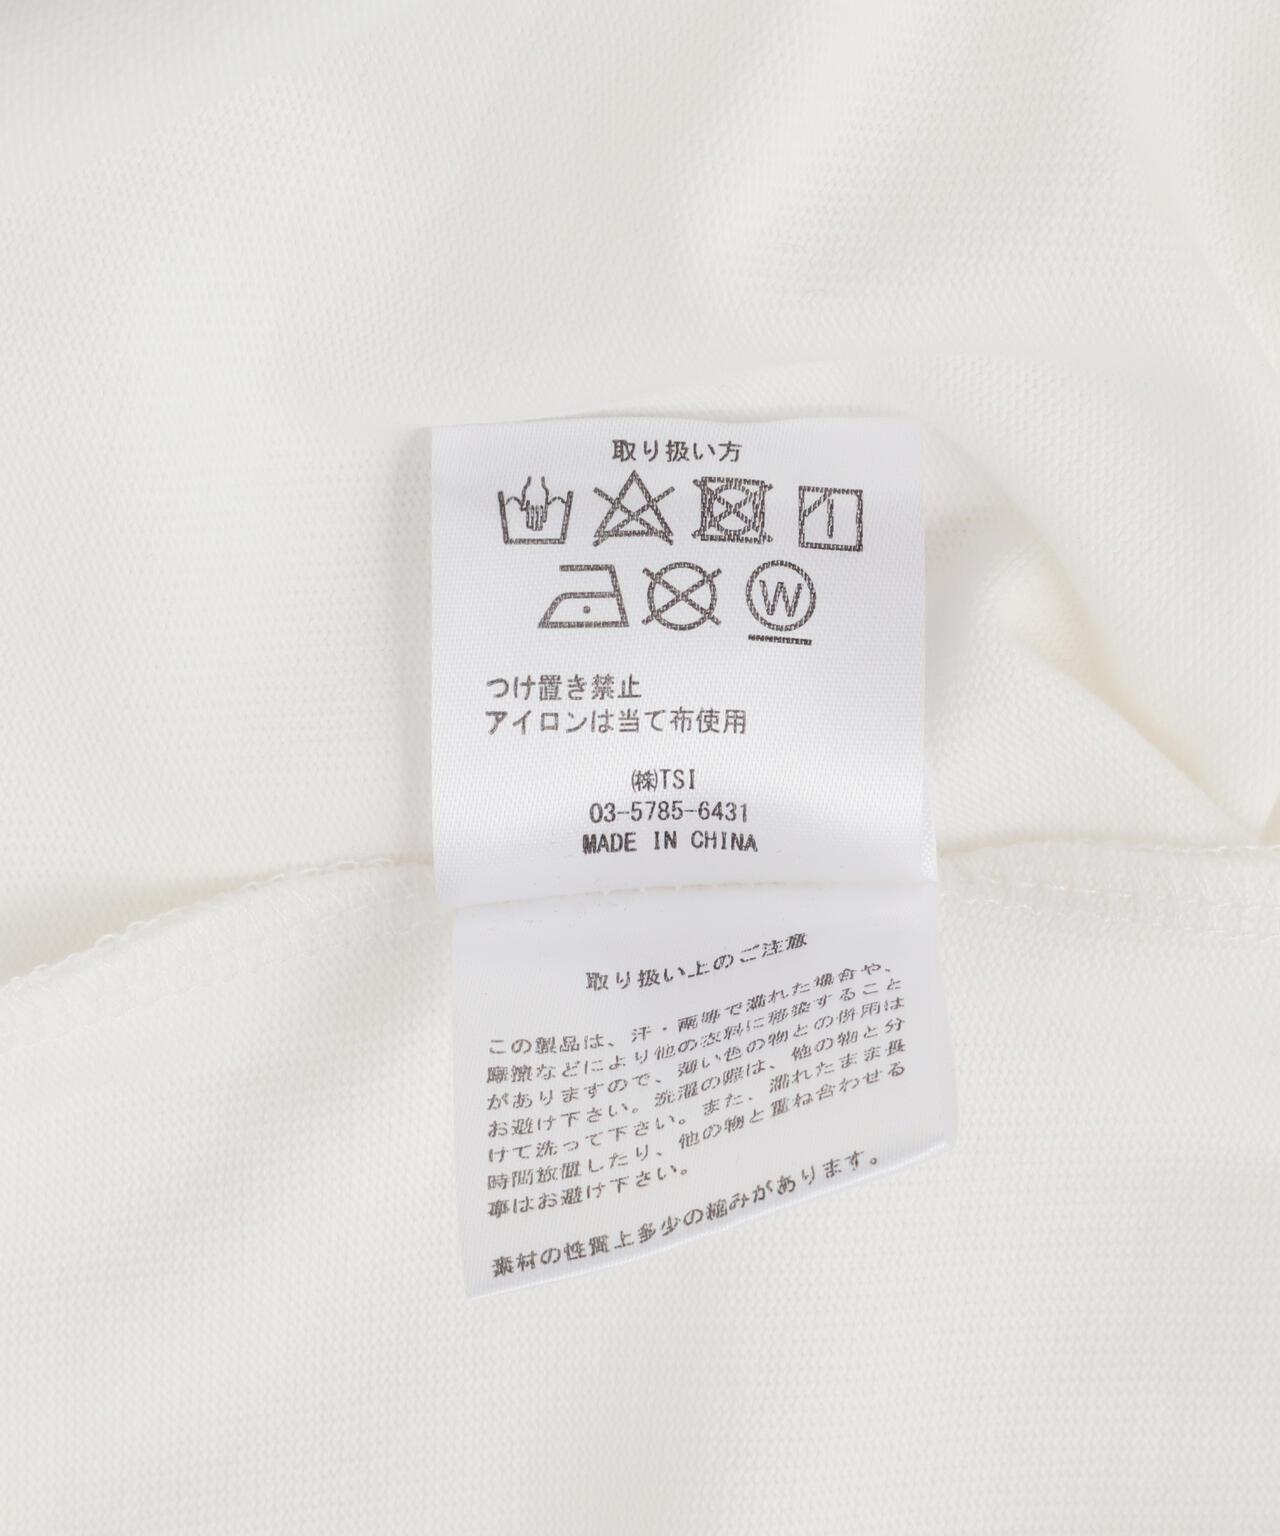 取り扱い方
W
つけ置き禁止
アイロンは当て布使用
㈱TSI
03-5785-6431
MADE IN CHINA
取り扱い上のご注意
この製品は、汗・雨等で濡れた場合や、
摩擦などにより他の衣料に移染すること
がありますので、薄い色の物との併用は
お避け下さい。洗濯の際は、他の物と分
けて洗って下さい。また、濡れたまま長
時間放置したり、他の物と重ね合わせる
事はお避け下さい。
素材の性質上多少の縮みがあります。